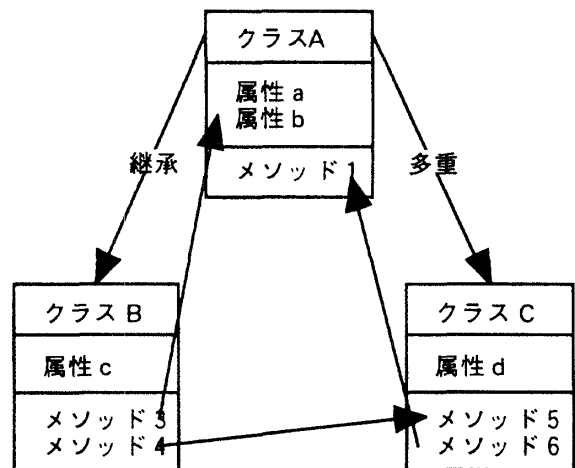 クラスA
属性 a
属性 b
メソッド 1
継承
多重
クラス B
属性 c
メソッド 3
メソッド 4
クラス C
属性 d
メソッド 5
メソッド 6